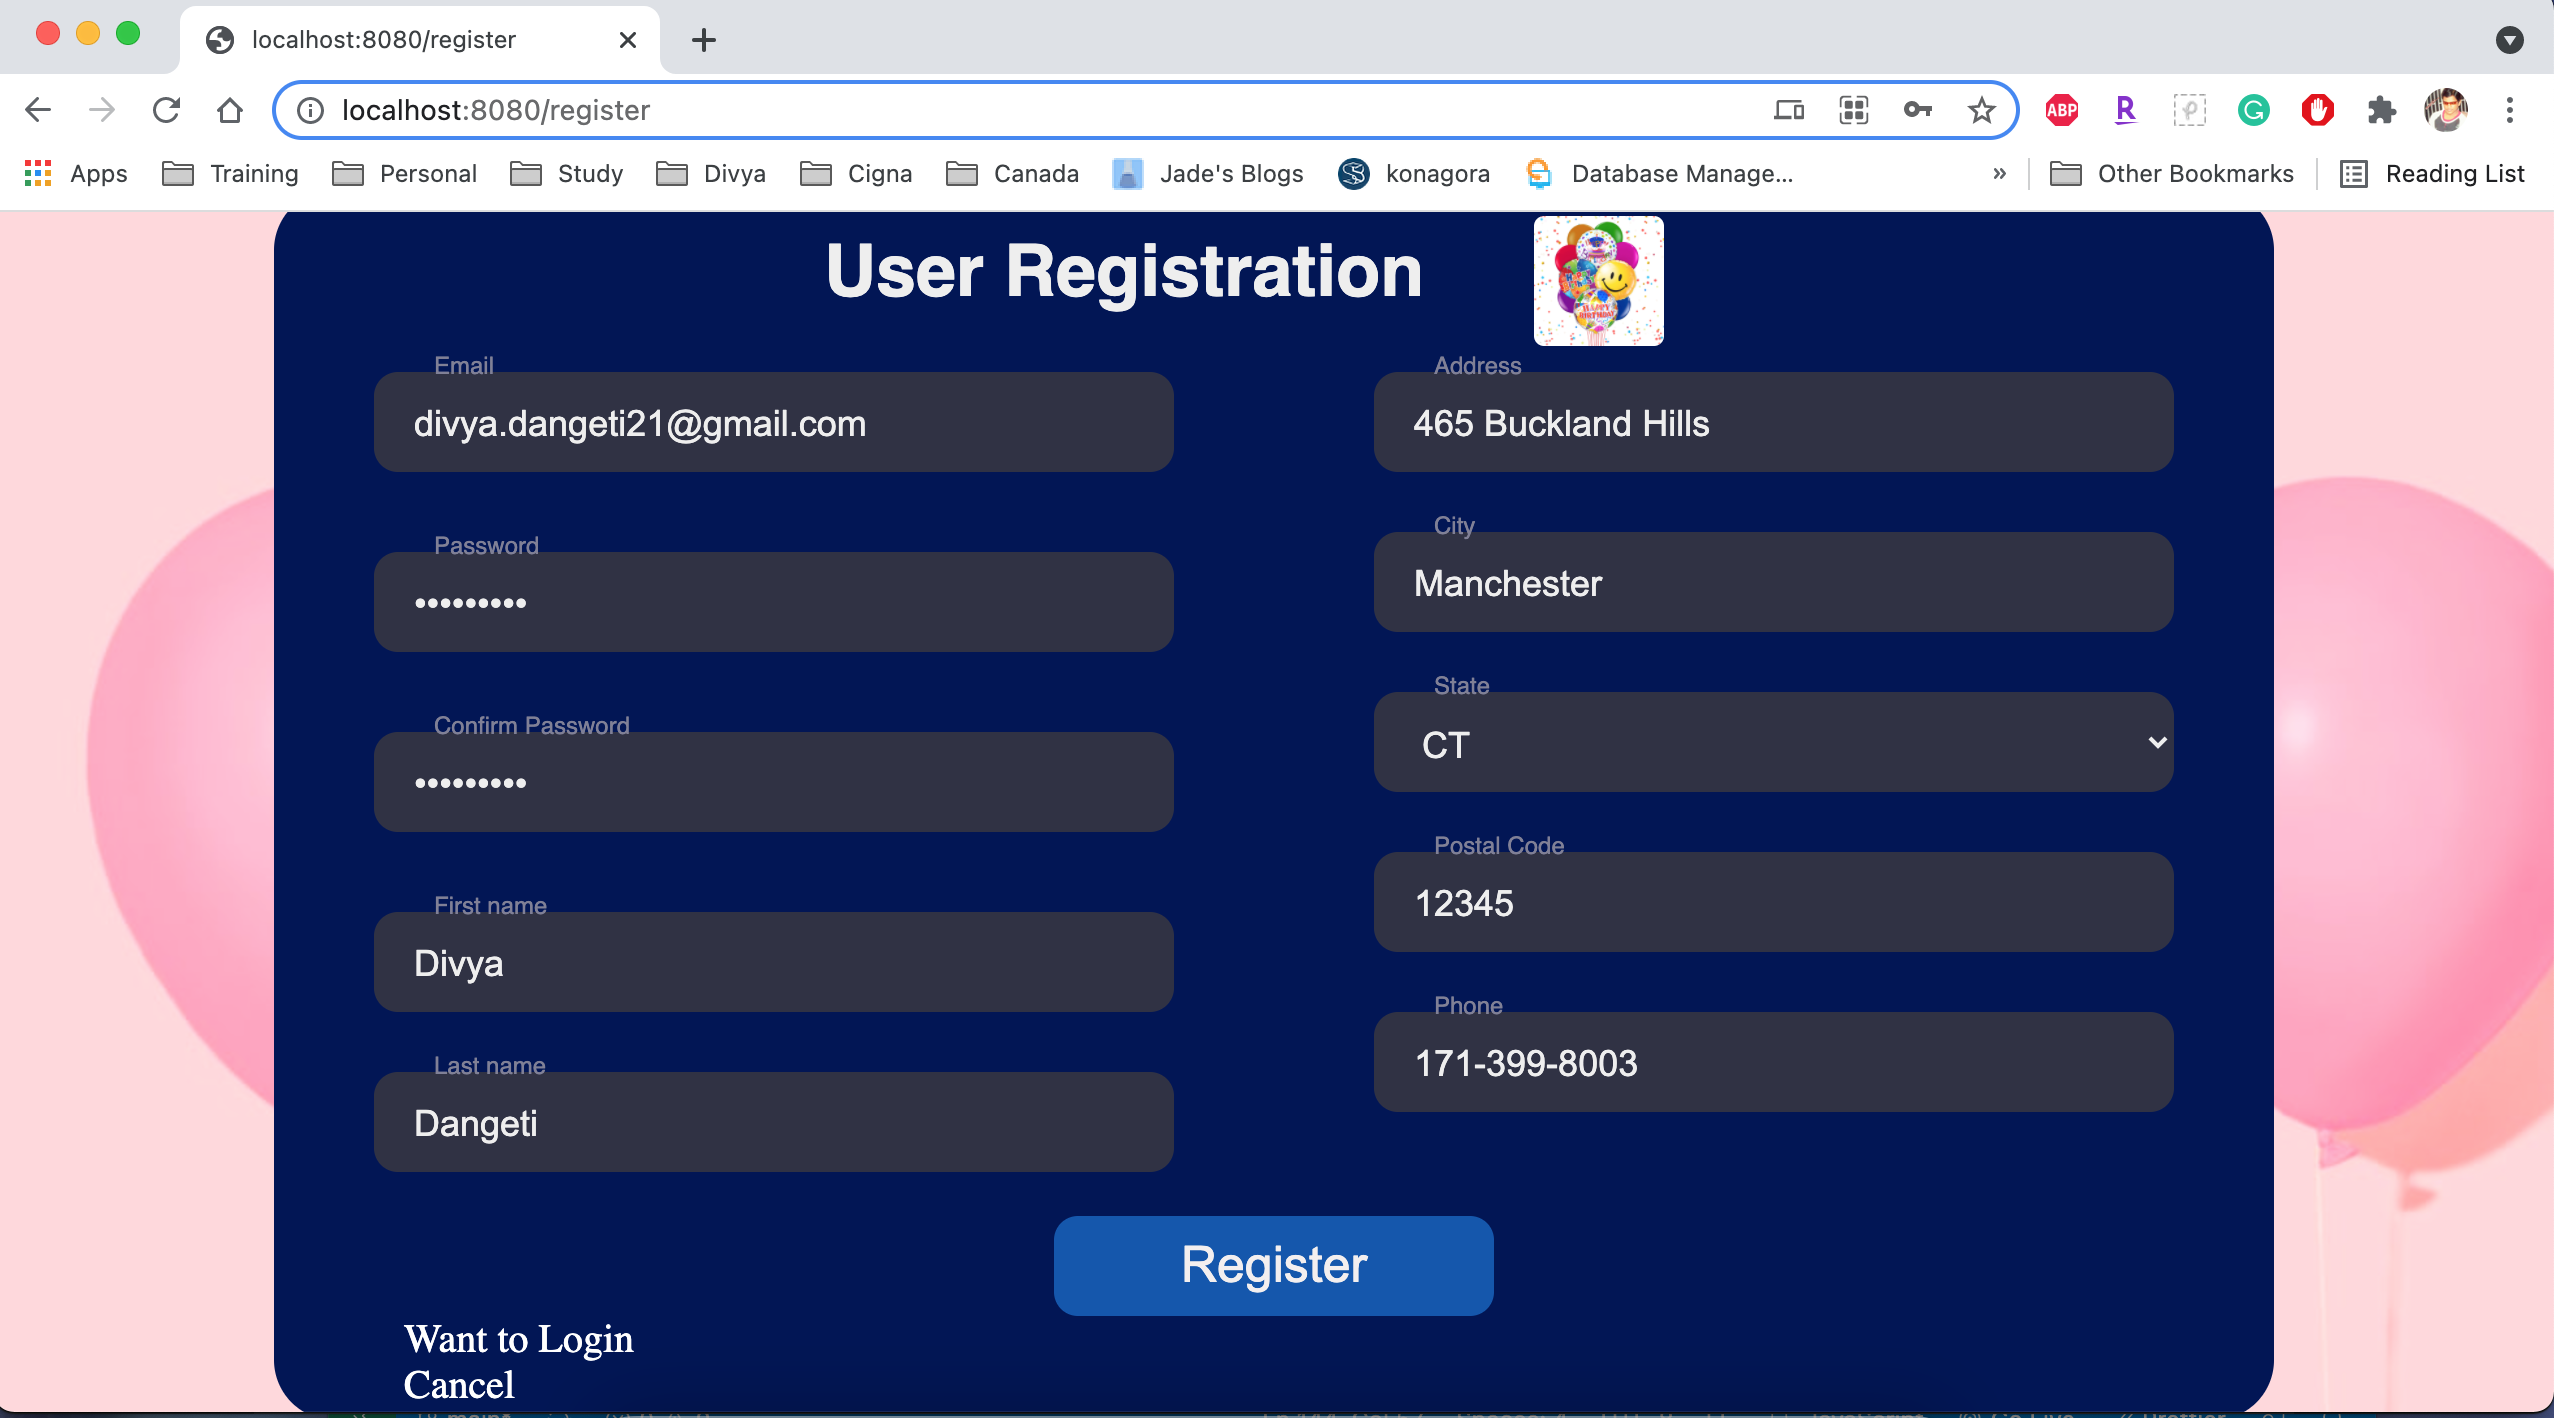 localhost:8080/register
localhost:8080/register
ABP
R
Apps Training Personal Study Divya Cigna Canada Jade's Blogs konagora Database Manage... » Other Bookmarks Reading List
User Registration
HAPPY
BIRTHDAY
Email
divya.dangeti21@gmail.com
Password
•••••••••
Confirm Password
•••••••••
First name
Divya
Last name
Dangeti
Address
465 Buckland Hills
City
Manchester
State
CT
Postal Code
12345
Phone
171-399-8003
Register
Want to Login
Cancel